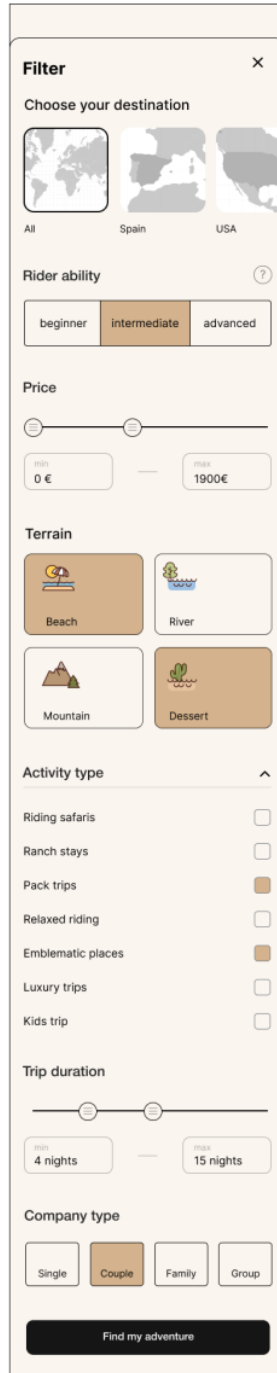 Filter
Choose your destination
All Spain USA
Rider ability ?
beginner intermediate advanced
Price
min max
0 € 1900€
Terrain
Beach River
Mountain Dessert
Activity type
Riding safaris
Ranch stays
Pack trips
Relaxed riding
Emblematic places
Luxury trips
Kids trip
Trip duration
min max
4 nights 15 nights
Company type
Single Couple Family Group
Find my adventure